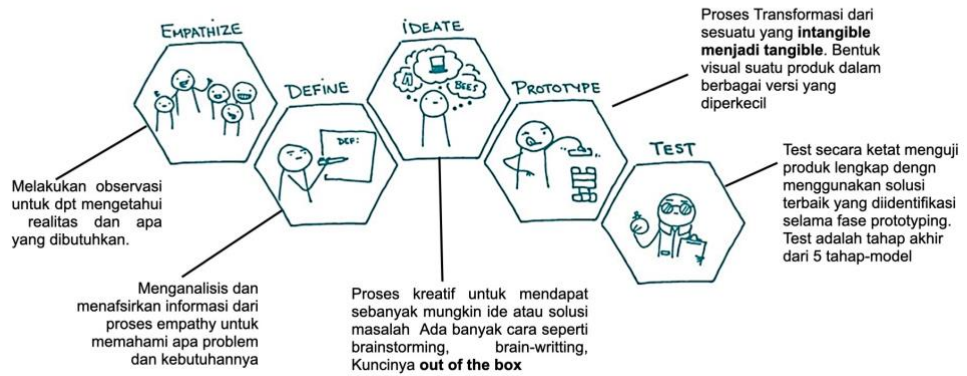 EMPATHIZE
Melakukan observasi
untuk dpt mengetahui
realitas dan apa
yang dibutuhkan.
DEFINE
DEF:
Menganalisis dan
menafsirkan informasi dari
proses empathy untuk
memahami apa problem
dan kebutuhannya
IDEATE
BEES
Proses kreatif untuk mendapat
sebanyak mungkin ide atau solusi
masalah Ada banyak cara seperti
brainstorming, brain-writting,
Kuncinya out of the box
PROTOTYPE
Proses Transformasi dari
sesuatu yang intangible
menjadi tangible. Bentuk
visual suatu produk dalam
berbagai versi yang
diperkecil
TEST
Test secara ketat menguji
produk lengkap dengn
menggunakan solusi
terbaik yang diidentifikasi
selama fase prototyping.
Test adalah tahap akhir
dari 5 tahap-model